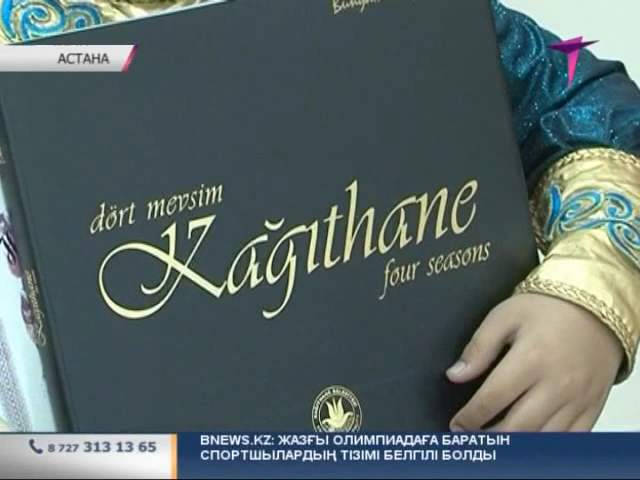 АСТАНА
dört mevsim
Kağıthane
four seasons
Kağıthane
8 727 313 13 65
BNEWS.KZ: ЖАЗҒЫ ОЛИМПИАДАҒА БАРАТЫН
СПОРТШЫЛАРДЫҢ ТІЗІМІ БЕЛГІЛІ БОЛДЫ